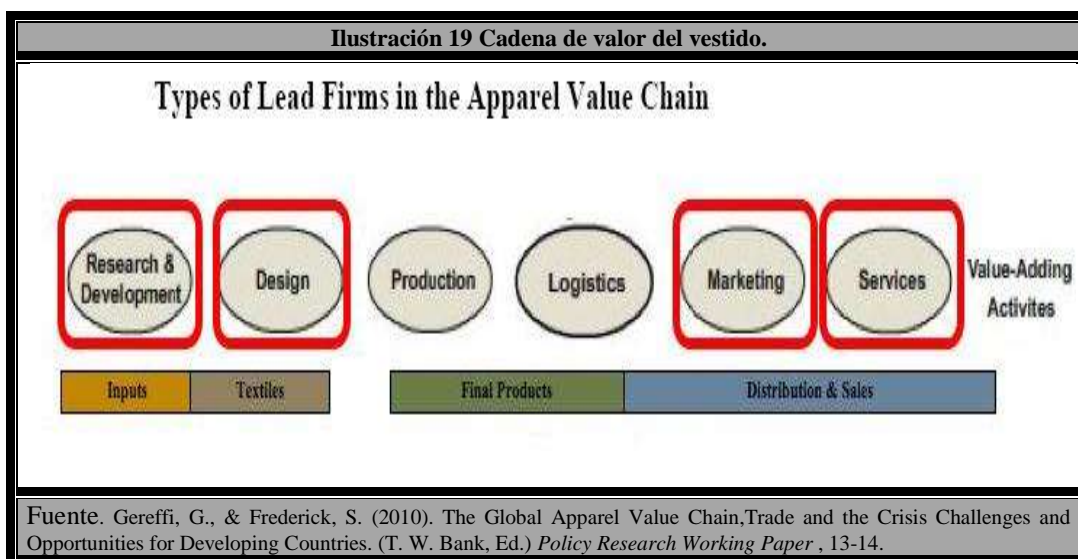 Ilustración 19 Cadena de valor del vestido.
Types of Lead Firms in the Apparel Value Chain
Research &
Development
Design
Production
Logistics
Marketing
Services
Value-Adding
Activites
Inputs
Textiles
Final Products
Distribution & Sales
Fuente. Gereffi, G., & Frederick, S. (2010). The Global Apparel Value Chain,Trade and the Crisis Challenges and
Opportunities for Developing Countries. (T. W. Bank, Ed.) Policy Research Working Paper , 13-14.